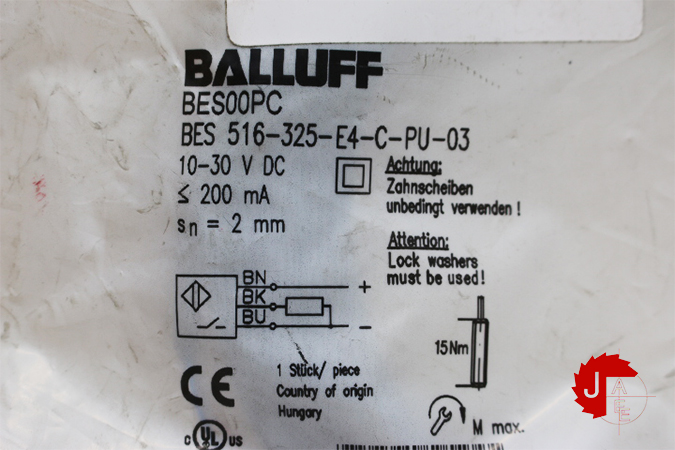 BALLUFF
BES00PC
BES 516-325-E4-C-PU-03
10-30 V DC
≤ 200 mA
sn = 2 mm
Achtung:
Zahnscheiben
unbedingt verwenden!
Attention:
Lock washers
must be used!
BN
+
BK
BU
-
15Nm
CE
1 Stück/ piece
Country of origin
Hungary
M max.
c UL US
J